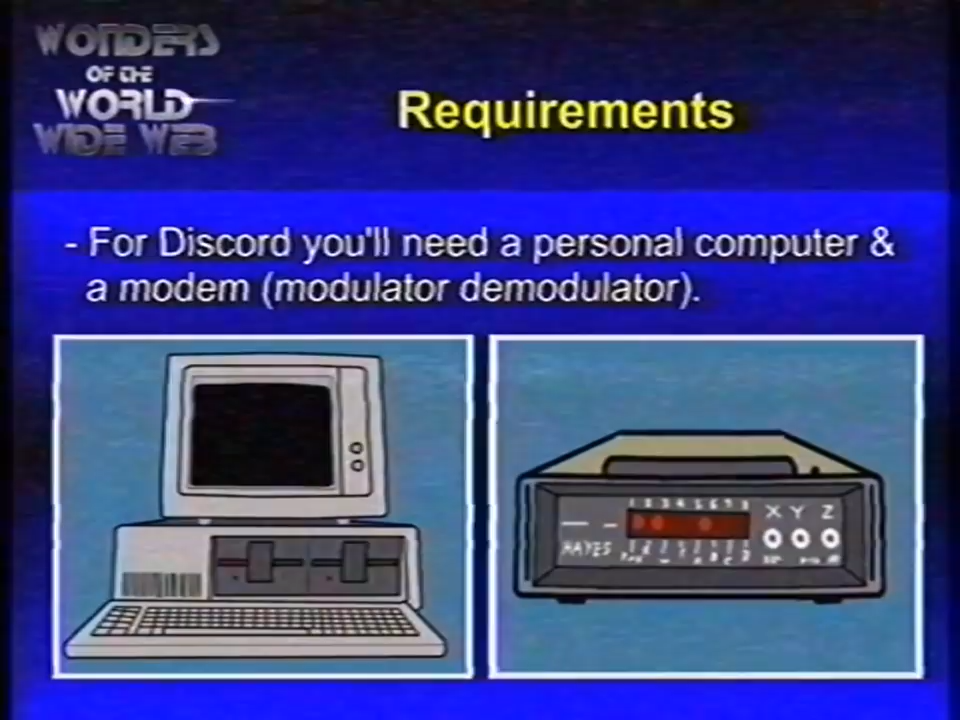 WONDERS
OF THE
WORLD
WIDE WEB
Requirements
- For Discord you'll need a personal computer &
a modem (modulator demodulator).
HAYES
X Y Z